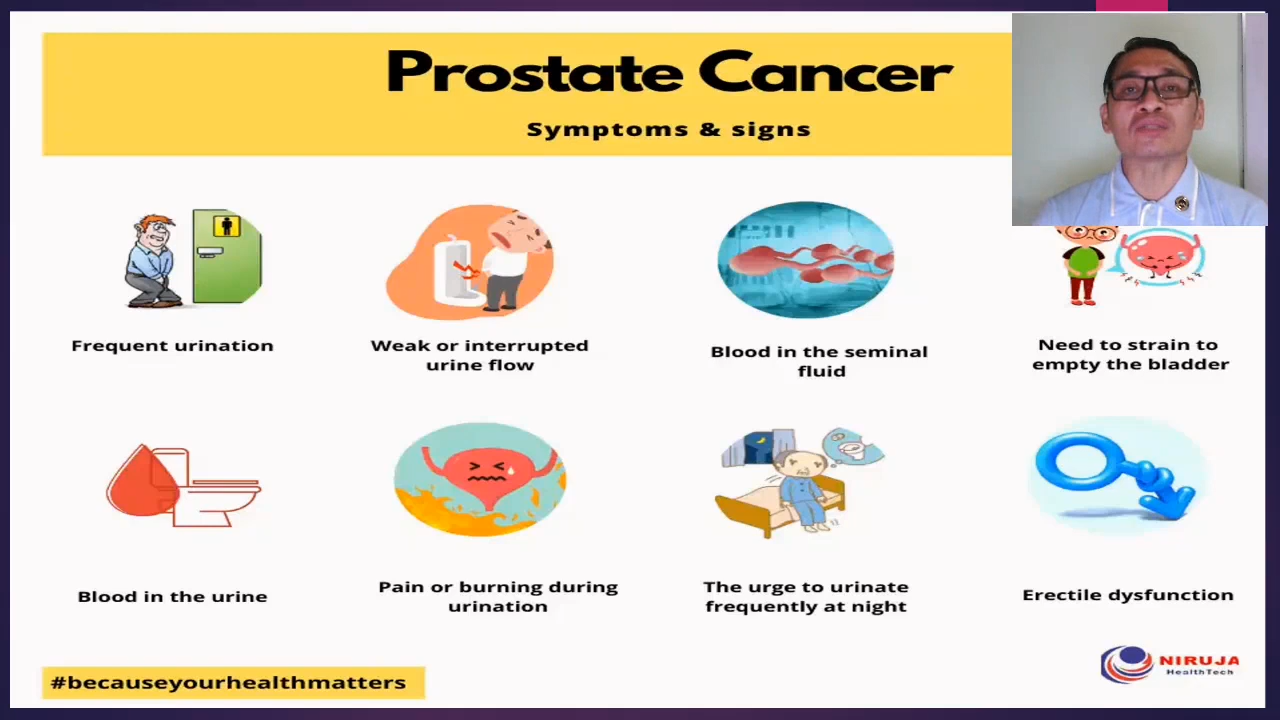 Prostate Cancer
Symptoms & signs
Frequent urination
Weak or interrupted
urine flow
Blood in the seminal
fluid
Need to strain to
empty the bladder
Blood in the urine
Pain or burning during
urination
The urge to urinate
frequently at night
Erectile dysfunction
#becauseyourhealthmatters
NIRUJA
HealthTech